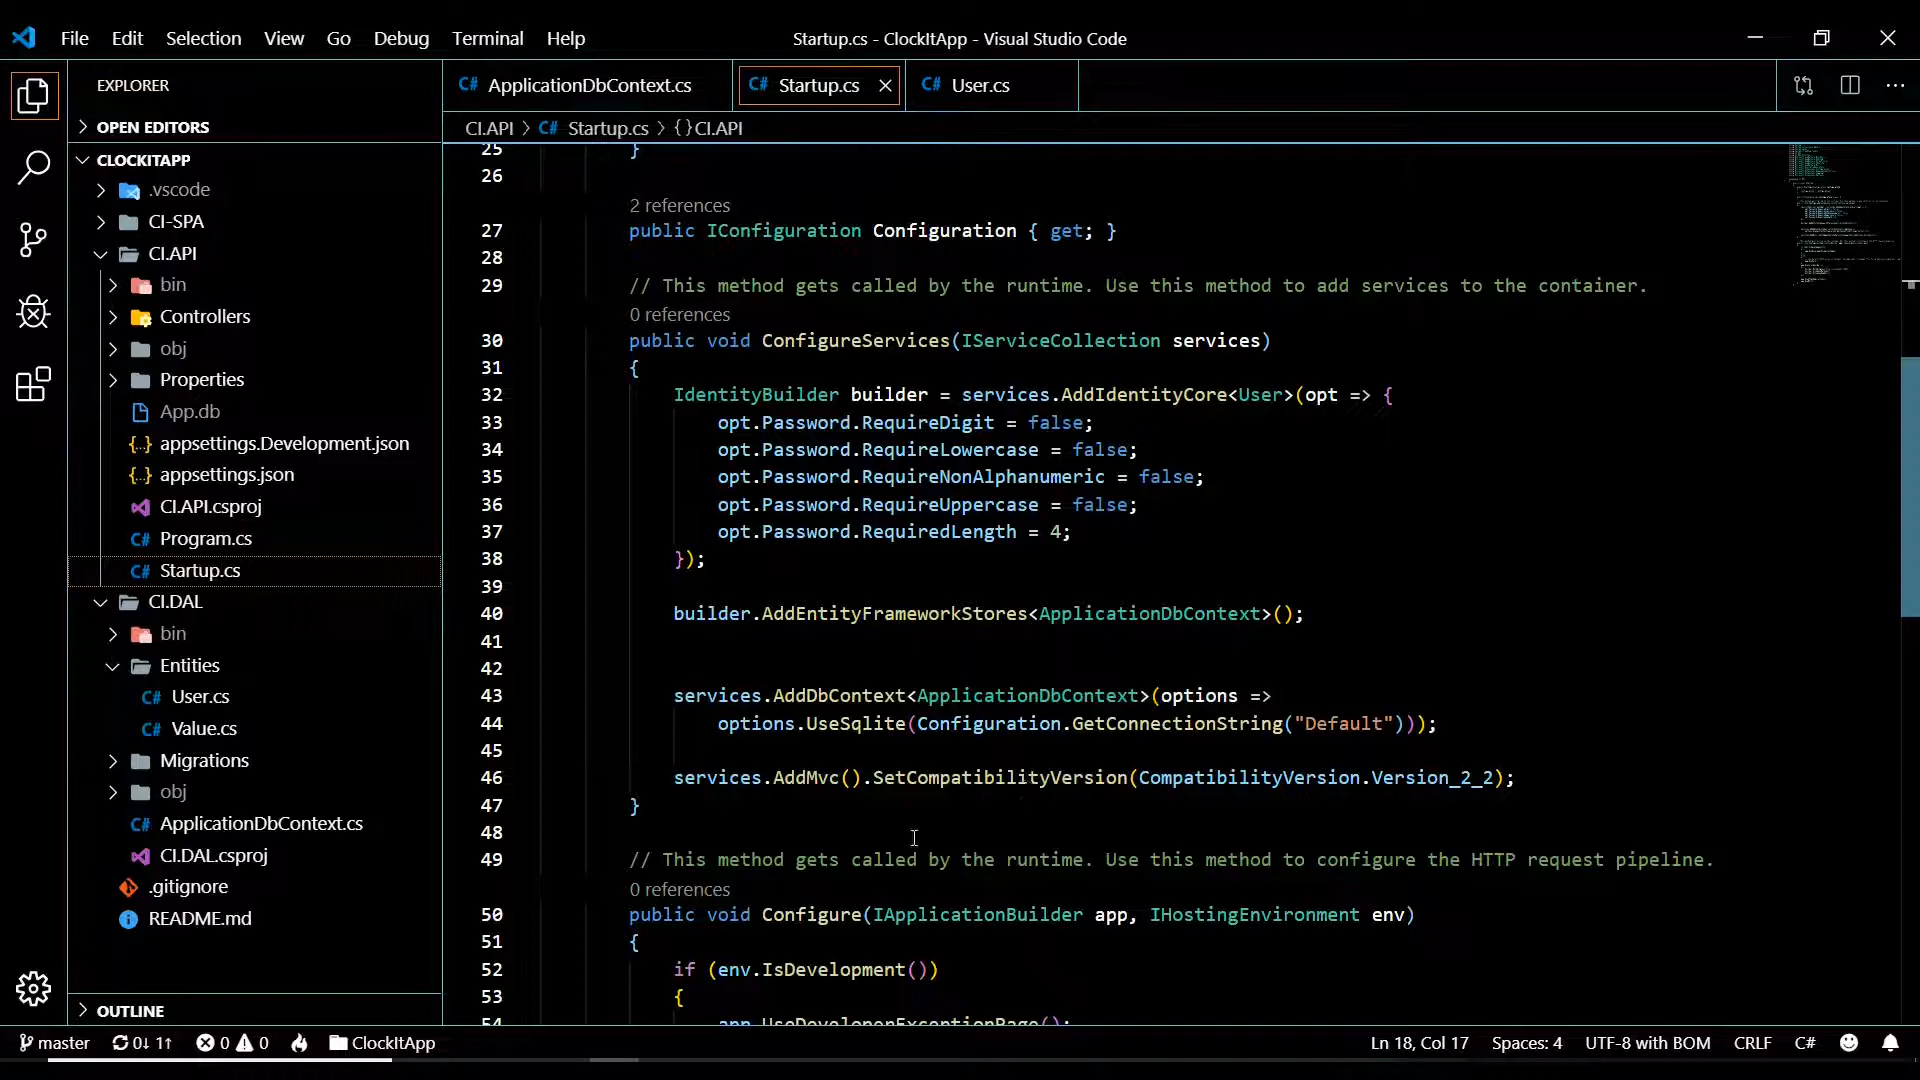 File Edit Selection View Go Debug Terminal Help
Startup.cs - ClockItApp - Visual Studio Code
EXPLORER
OPEN EDITORS
CLOCKITAPP
.vscode
CI-SPA
CI.API
bin
Controllers
obj
Properties
App.db
appsettings.Development.json
appsettings.json
CI.API.csproj
Program.cs
Startup.cs
CI.DAL
bin
Entities
User.cs
Value.cs
Migrations
obj
ApplicationDbContext.cs
CI.DAL.csproj
.gitignore
README.md
OUTLINE
C# ApplicationDbContext.cs C# Startup.cs C# User.cs
CI.API > C# Startup.cs > {} CI.API
25 }
26
2 references
27 public IConfiguration Configuration { get; }
28
29 // This method gets called by the runtime. Use this method to add services to the container.
0 references
30 public void ConfigureServices(IServiceCollection services)
31 {
32 IdentityBuilder builder = services.AddIdentityCore<User>(opt => {
33 opt.Password.RequireDigit = false;
34 opt.Password.RequireLowercase = false;
35 opt.Password.RequireNonAlphanumeric = false;
36 opt.Password.RequireUppercase = false;
37 opt.Password.RequiredLength = 4;
38 });
39
40 builder.AddEntityFrameworkStores<ApplicationDbContext>();
41
42
43 services.AddDbContext<ApplicationDbContext>(options =>
44 options.UseSqlite(Configuration.GetConnectionString("Default")));
45
46 services.AddMvc().SetCompatibilityVersion(CompatibilityVersion.Version_2_2);
47 }
48
49 // This method gets called by the runtime. Use this method to configure the HTTP request pipeline.
0 references
50 public void Configure(IApplicationBuilder app, IHostingEnvironment env)
51 {
52 if (env.IsDevelopment())
53 {
54 app.UseDeveloperExceptionPage();
master 0↓ 1↑ 0 0 ClockItApp Ln 18, Col 17 Spaces: 4 UTF-8 with BOM CRLF C#